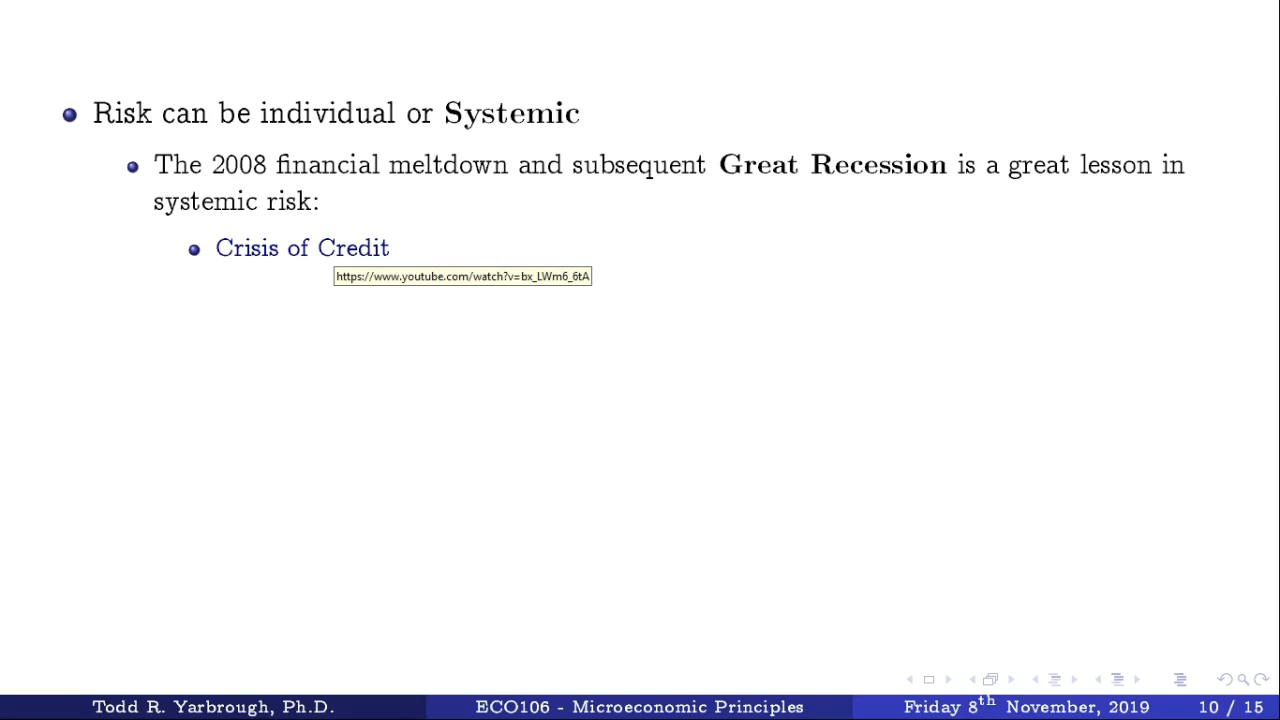 Risk can be individual or Systemic
The 2008 financial meltdown and subsequent Great Recession is a great lesson in
systemic risk:
Crisis of Credit
https://www.youtube.com/watch?v=bx_LWm6_6tA
Todd R. Yarbrough, Ph.D. ECO106 - Microeconomic Principles Friday 8th November, 2019 10 / 15